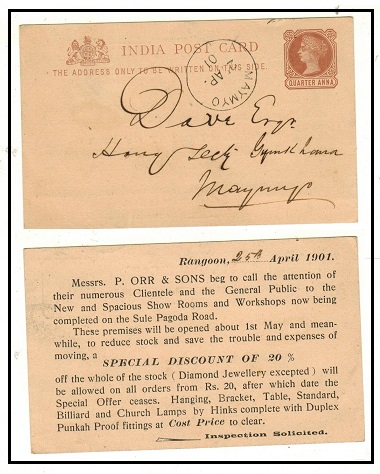 INDIA POST CARD
THE ADDRESS ONLY TO BE WRITTEN ON THIS SIDE.
QUARTER ANNA
MAYMYO
AP.
01
Dave Esqr
Hony Secy Gymkhana
Maymyo
Rangoon, 25th April 1901.
Messrs. P. ORR & SONS beg to call the attention of
their numerous Clientele and the General Public to the
New and Spacious Show Rooms and Workshops now being
completed on the Sule Pagoda Road.
These premises will be opened about 1st May and mean-
while, to reduce stock and save the trouble and expenses of
moving, a
SPECIAL DISCOUNT OF 20 %
off the whole of the stock (Diamond Jewellery excepted) will
be allowed on all orders from Rs. 20, after which date the
Special Offer ceases. Hanging, Bracket, Table, Standard,
Billiard and Church Lamps by Hinks complete with Duplex
Punkah Proof fittings at Cost Price to clear.
Inspection Solicited.